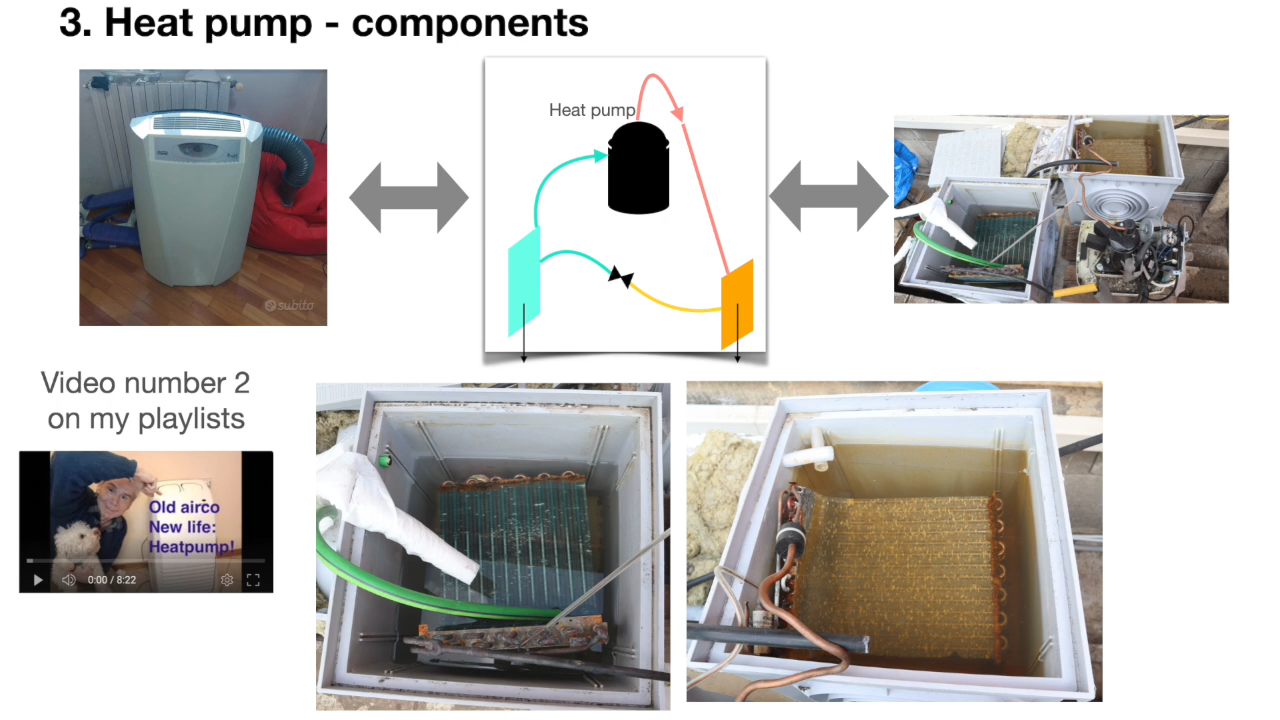 3. Heat pump - components
Heat pump
subito
Video number 2
on my playlists
Old airco
New life:
Heatpump!
0:00 / 8:22